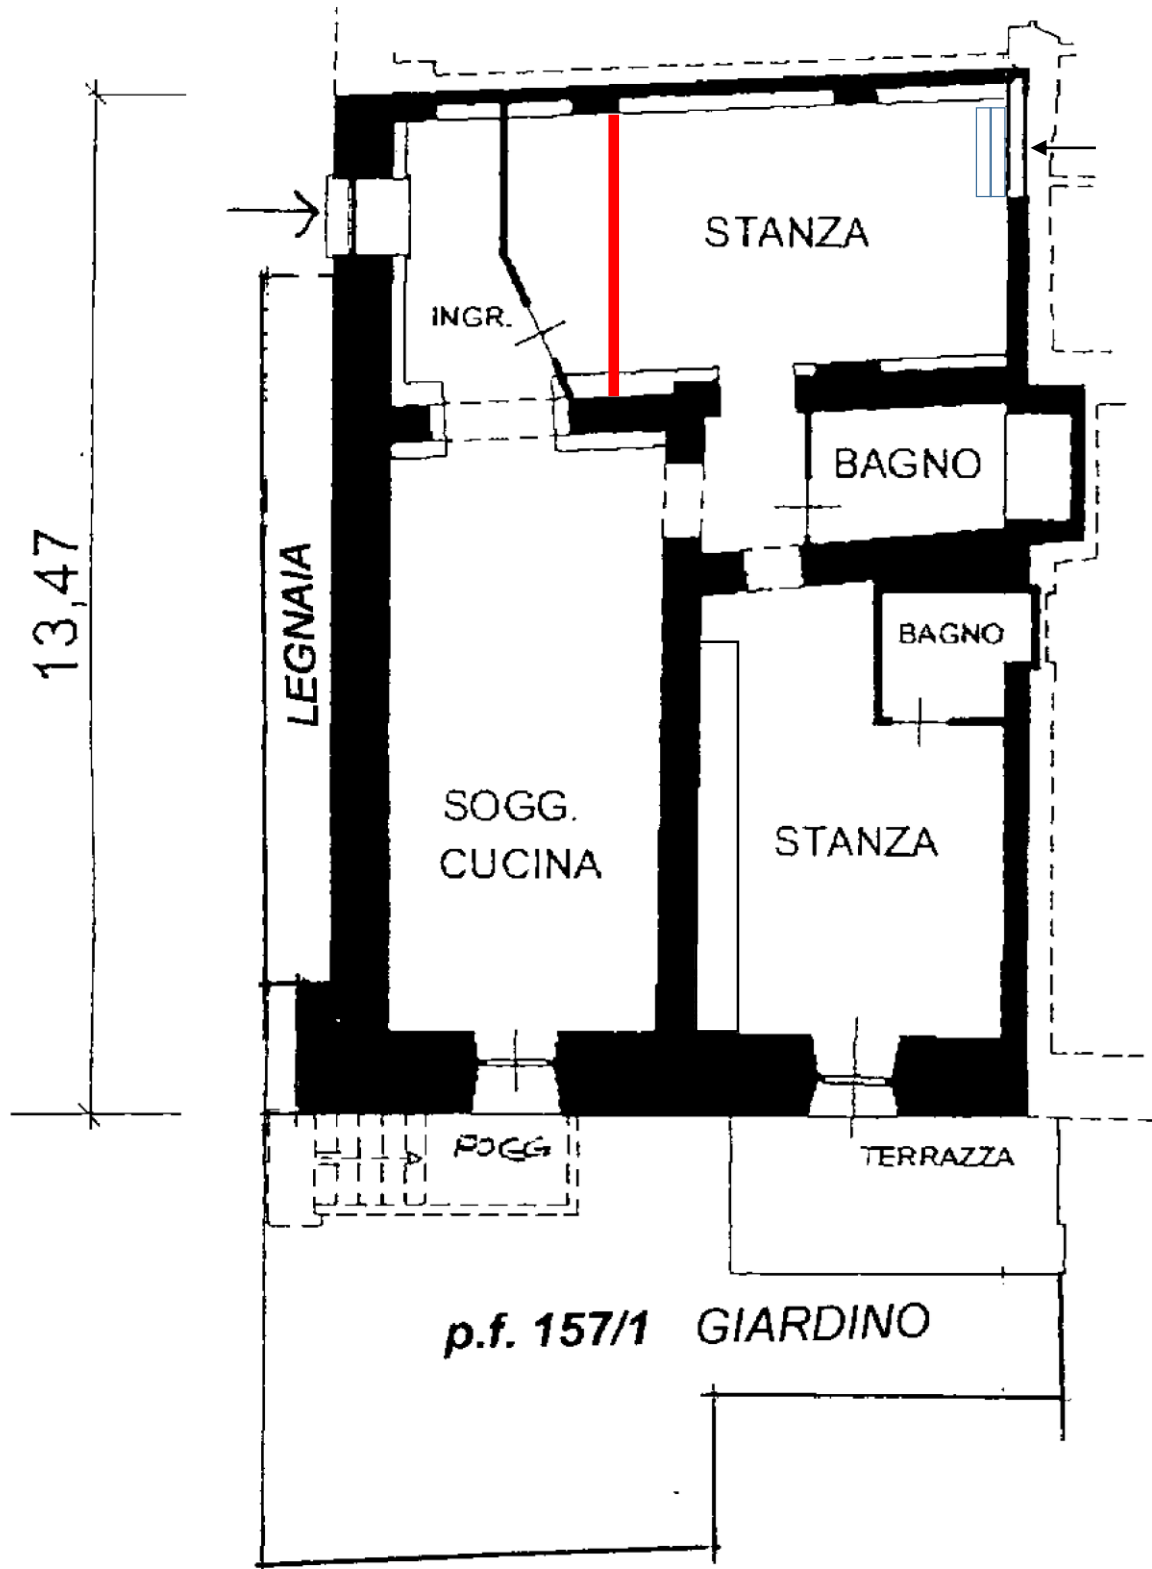 STANZA
INGR.
BAGNO
13,47
LEGNAIA
BAGNO
SOGG.
CUCINA
STANZA
POGG
TERRAZZA
p.f. 157/1 GIARDINO